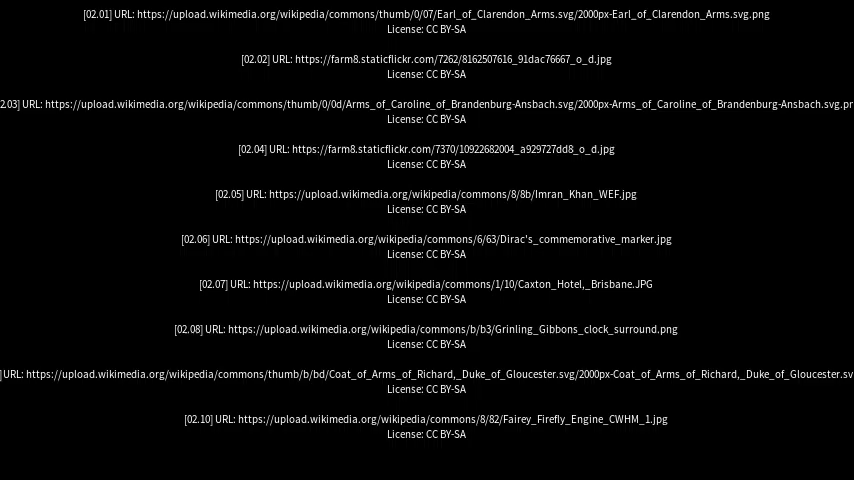 [02.01] URL: https://upload.wikimedia.org/wikipedia/commons/thumb/0/07/Earl_of_Clarendon_Arms.svg/2000px-Earl_of_Clarendon_Arms.svg.png
License: CC BY-SA
[02.02] URL: https://farm8.staticflickr.com/7262/8162507616_91dac76667_o_d.jpg
License: CC BY-SA
2.03] URL: https://upload.wikimedia.org/wikipedia/commons/thumb/0/0d/Arms_of_Caroline_of_Brandenburg-Ansbach.svg/2000px-Arms_of_Caroline_of_Brandenburg-Ansbach.svg.pr
License: CC BY-SA
[02.04] URL: https://farm8.staticflickr.com/7370/10922682004_a929727dd8_o_d.jpg
License: CC BY-SA
[02.05] URL: https://upload.wikimedia.org/wikipedia/commons/8/8b/Imran_Khan_WEF.jpg
License: CC BY-SA
[02.06] URL: https://upload.wikimedia.org/wikipedia/commons/6/63/Dirac's_commemorative_marker.jpg
License: CC BY-SA
[02.07] URL: https://upload.wikimedia.org/wikipedia/commons/1/10/Caxton_Hotel,_Brisbane.JPG
License: CC BY-SA
[02.08] URL: https://upload.wikimedia.org/wikipedia/commons/b/b3/Grinling_Gibbons_clock_surround.png
License: CC BY-SA
] URL: https://upload.wikimedia.org/wikipedia/commons/thumb/b/bd/Coat_of_Arms_of_Richard,_Duke_of_Gloucester.svg/2000px-Coat_of_Arms_of_Richard,_Duke_of_Gloucester.sv
License: CC BY-SA
[02.10] URL: https://upload.wikimedia.org/wikipedia/commons/8/82/Fairey_Firefly_Engine_CWHM_1.jpg
License: CC BY-SA